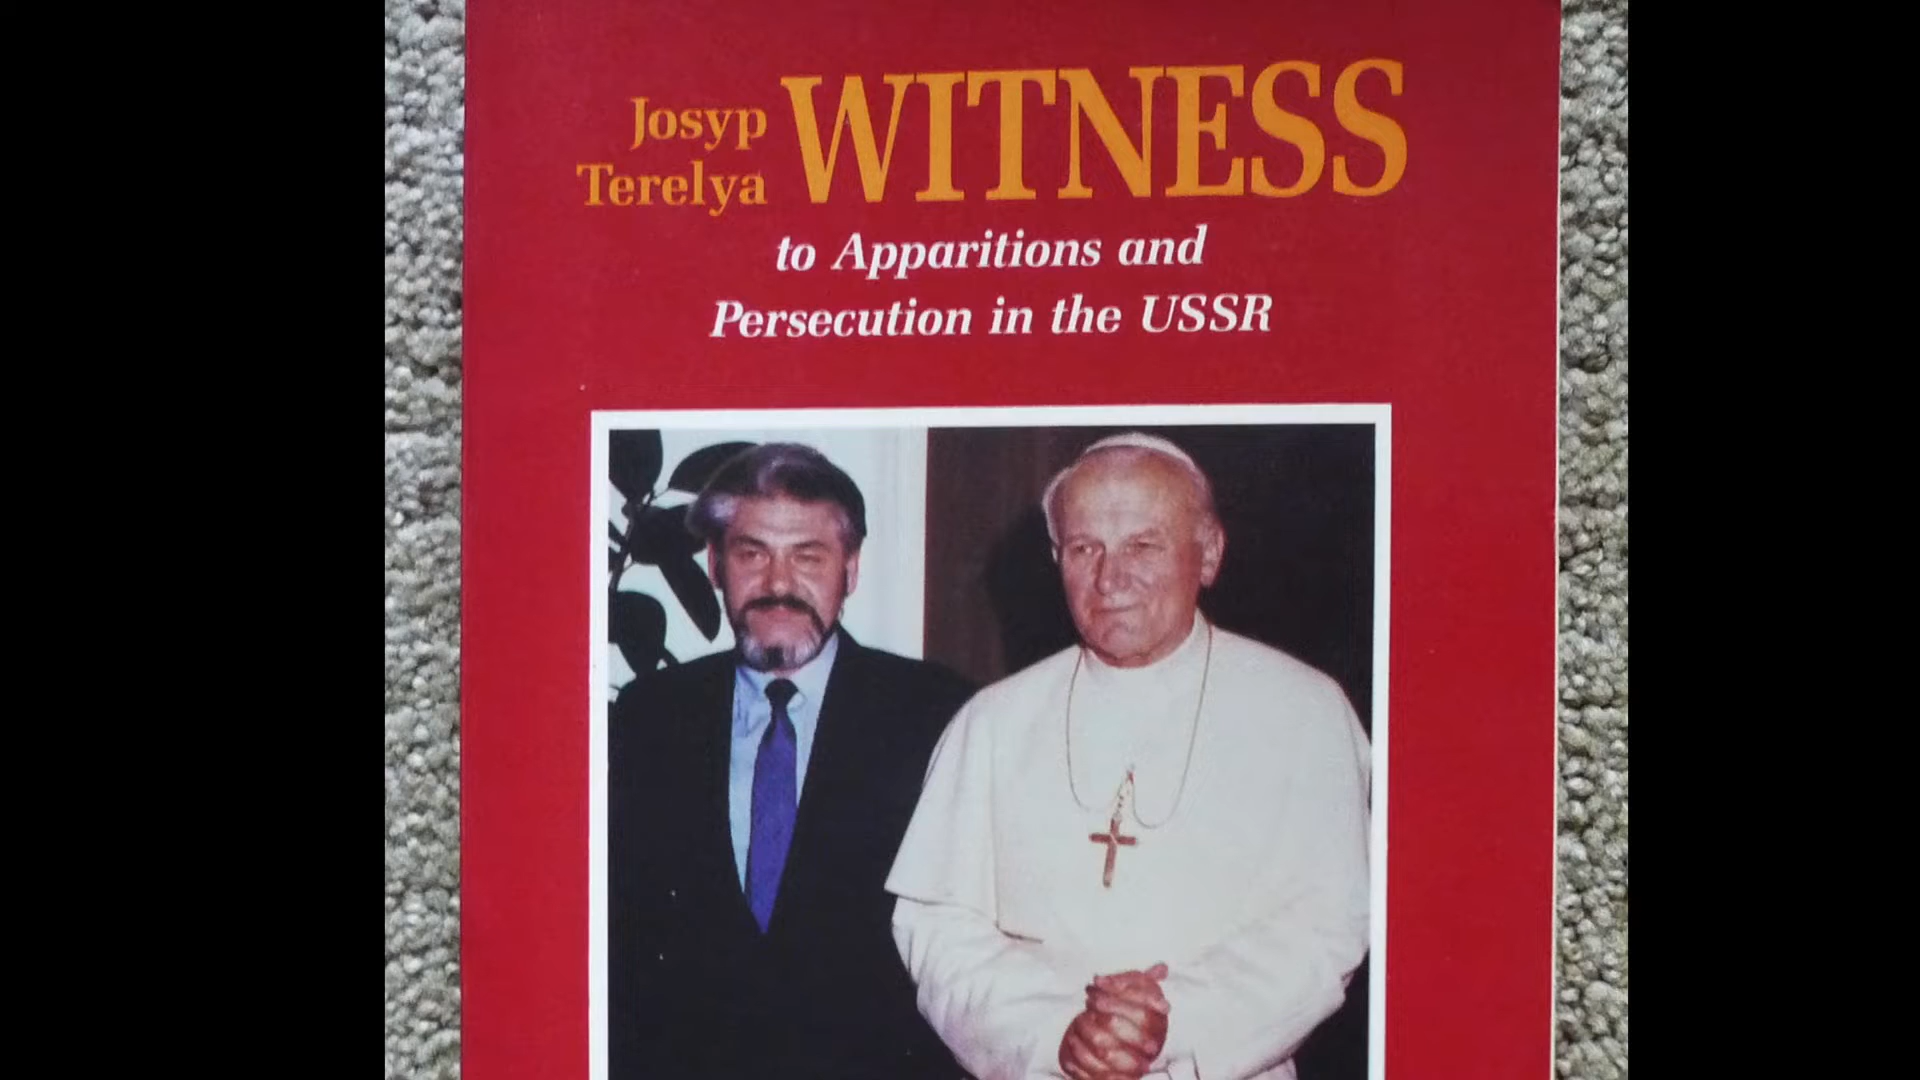 Josyp
Terelya
WITNESS
to Apparitions and
Persecution in the USSR